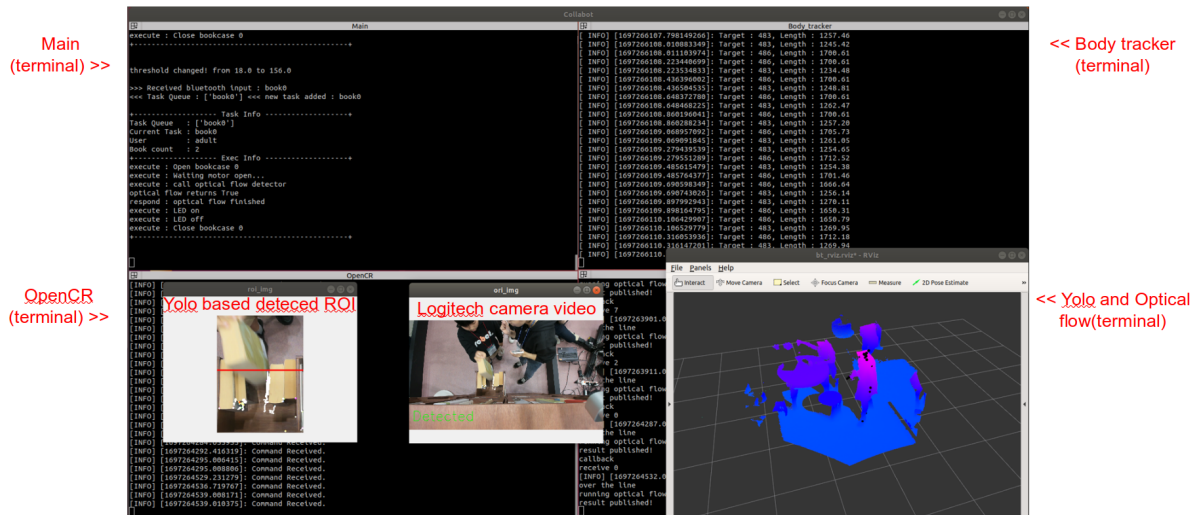 Collabot
Main
(terminal) >>
Main
execute : Close bookcase 0
+--------------------------------------------------+
threshold changed! fron 18.0 to 156.0
>>> Received bluetooth input : book0
<<< Task Queue : ['book0'] <<< new task added : book0
+------------------- Task Info -------------------+
Task Queue : ['book0']
Current Task : book0
User : adult
Book count : 2
+------------------- Exec Info -------------------+
execute : Open bookcase 0
execute : Waiting motor open...
execute : call optical flow detector
optical flow returns True
respond : optical flow finished
execute : LED on
execute : LED off
execute : Close bookcase 0
+--------------------------------------------------+
Body_tracker
[ INFO] [1697266107.798149266]: Target : 483, Length : 1257.46
[ INFO] [1697266108.010883349]: Target : 483, Length : 1245.42
[ INFO] [1697266108.011103974]: Target : 486, Length : 1700.61
[ INFO] [1697266108.223440699]: Target : 486, Length : 1700.61
[ INFO] [1697266108.223534833]: Target : 483, Length : 1234.48
[ INFO] [1697266108.436396002]: Target : 486, Length : 1700.61
[ INFO] [1697266108.436504535]: Target : 483, Length : 1248.81
[ INFO] [1697266108.648372780]: Target : 486, Length : 1700.61
[ INFO] [1697266108.648468225]: Target : 483, Length : 1262.47
[ INFO] [1697266108.860196041]: Target : 486, Length : 1700.61
[ INFO] [1697266108.860288234]: Target : 483, Length : 1257.20
[ INFO] [1697266109.068957092]: Target : 486, Length : 1705.73
[ INFO] [1697266109.069091845]: Target : 483, Length : 1261.05
[ INFO] [1697266109.279439539]: Target : 483, Length : 1254.65
[ INFO] [1697266109.279551289]: Target : 486, Length : 1712.52
[ INFO] [1697266109.485615479]: Target : 483, Length : 1254.38
[ INFO] [1697266109.485764377]: Target : 486, Length : 1701.46
[ INFO] [1697266109.690598349]: Target : 486, Length : 1666.64
[ INFO] [1697266109.690743026]: Target : 483, Length : 1256.14
[ INFO] [1697266109.897992943]: Target : 483, Length : 1270.11
[ INFO] [1697266109.898164795]: Target : 486, Length : 1650.31
[ INFO] [1697266110.106429907]: Target : 486, Length : 1650.79
[ INFO] [1697266110.106529779]: Target : 483, Length : 1269.95
[ INFO] [1697266110.316053936]: Target : 486, Length : 1712.18
[ INFO] [1697266110.316147201]: Target : 483, Length : 1269.94
[ INFO] [1697266110.
<< Body tracker
(terminal)
OpenCR
(terminal) >>
OpenCR
roi_img
Yolo based deteced ROI
ori_img
Logitech camera video
robot.
Detected
[INFO] [1697264292.416319]: Command Received.
[INFO] [1697264295.006415]: Command Received.
[INFO] [1697264295.008806]: Command Received.
[INFO] [1697264529.231279]: Command Received.
[INFO] [1697264536.719767]: Command Received.
[INFO] [1697264539.008171]: Command Received.
[INFO] [1697264539.010375]: Command Received.
callback
receive 0
[INFO] [1697264532.0
over the line
running optical flow
result published!
bt_rviz.rviz* - RViz
File Panels Help
Interact Move Camera Select Focus Camera Measure 2D Pose Estimate »
<< Yolo and Optical
flow(terminal)